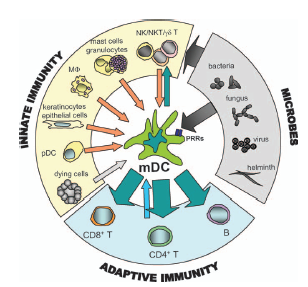 NK/NKT/γδ T
mast cells
granulocytes
MΦ
keratinocytes
epithelial cells
pDC
dying cells
INNATE IMMUNITY
bacteria
fungus
virus
helminth
MICROBES
PRRs
mDC
CD8⁺ T
CD4⁺ T
B
ADAPTIVE IMMUNITY